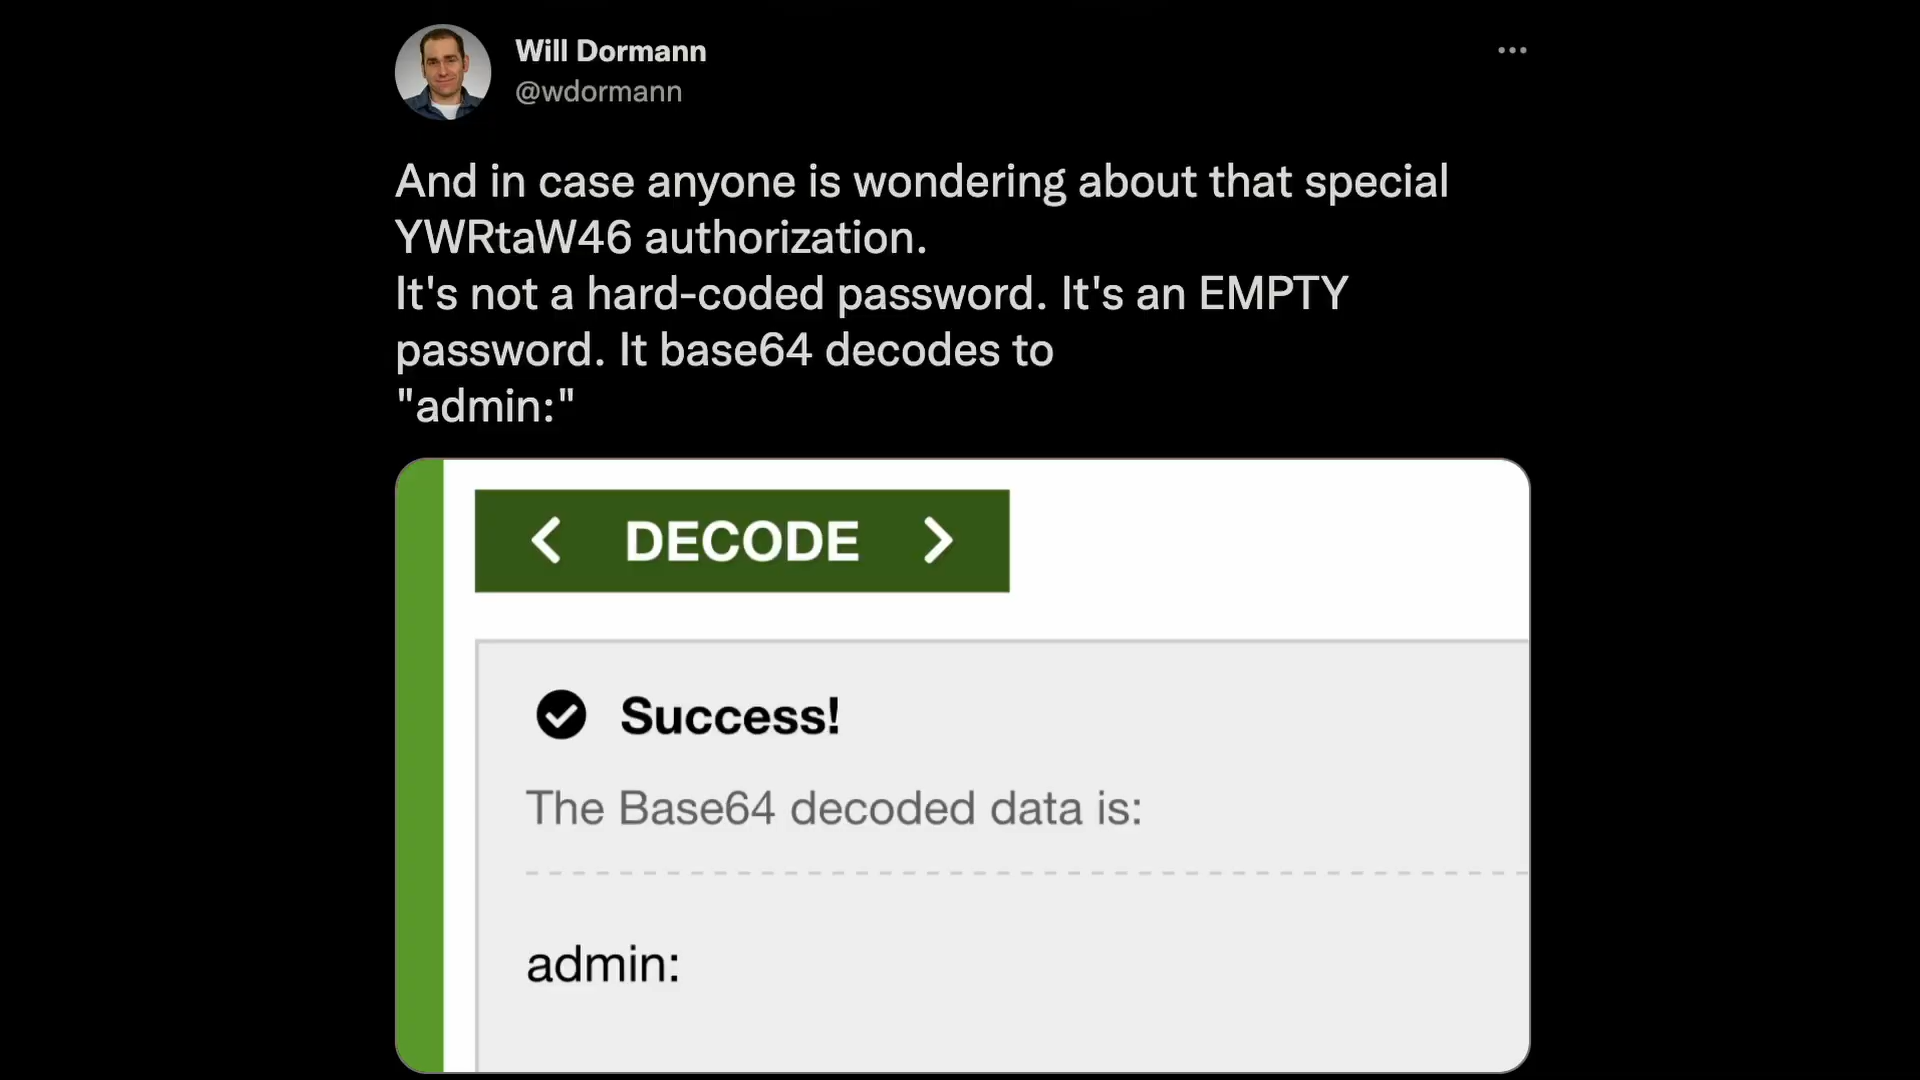 Will Dormann
@wdormann
And in case anyone is wondering about that special
YWRtaW46 authorization.
It's not a hard-coded password. It's an EMPTY
password. It base64 decodes to
"admin:"
DECODE
Success!
The Base64 decoded data is:
admin: